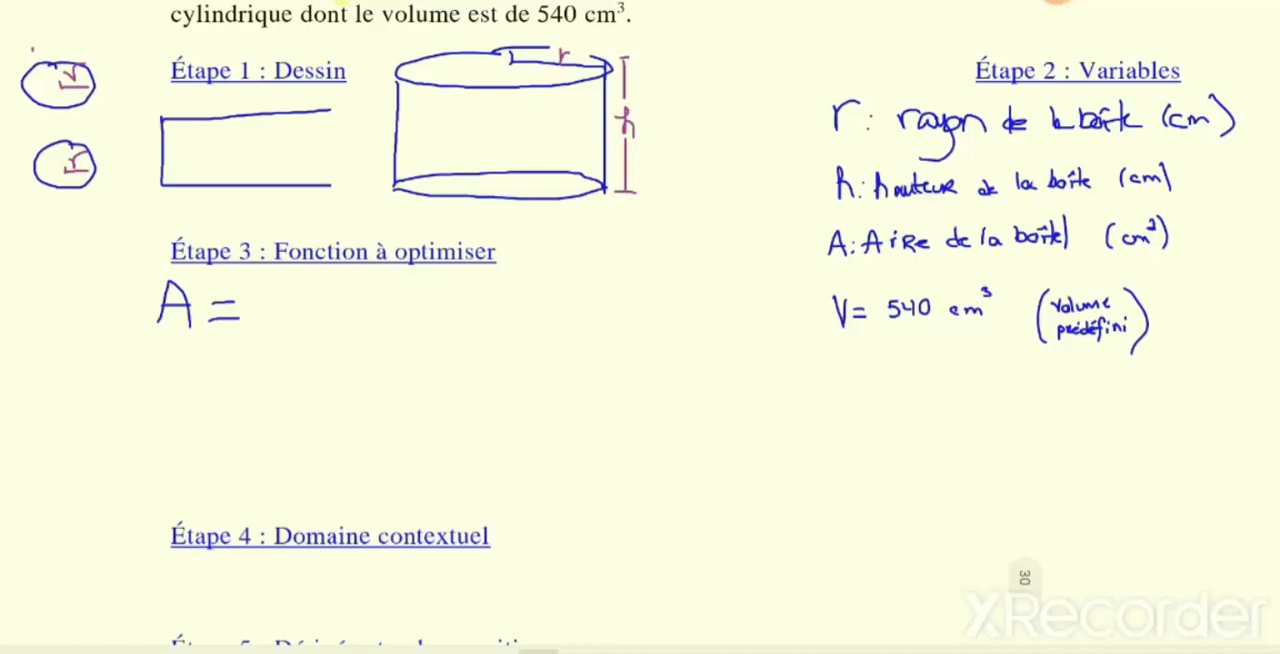 cylindrique dont le volume est de 540 cm³.
Étape 1 : Dessin
r
r
r
h
Étape 2 : Variables
r : rayon de la boîte (cm)
h : hauteur de la boîte (cm)
A : Aire de la boîte (cm²)
V = 540 cm³ (volume
prédéfini)
Étape 3 : Fonction à optimiser
A =
Étape 4 : Domaine contextuel
30
XRecorder